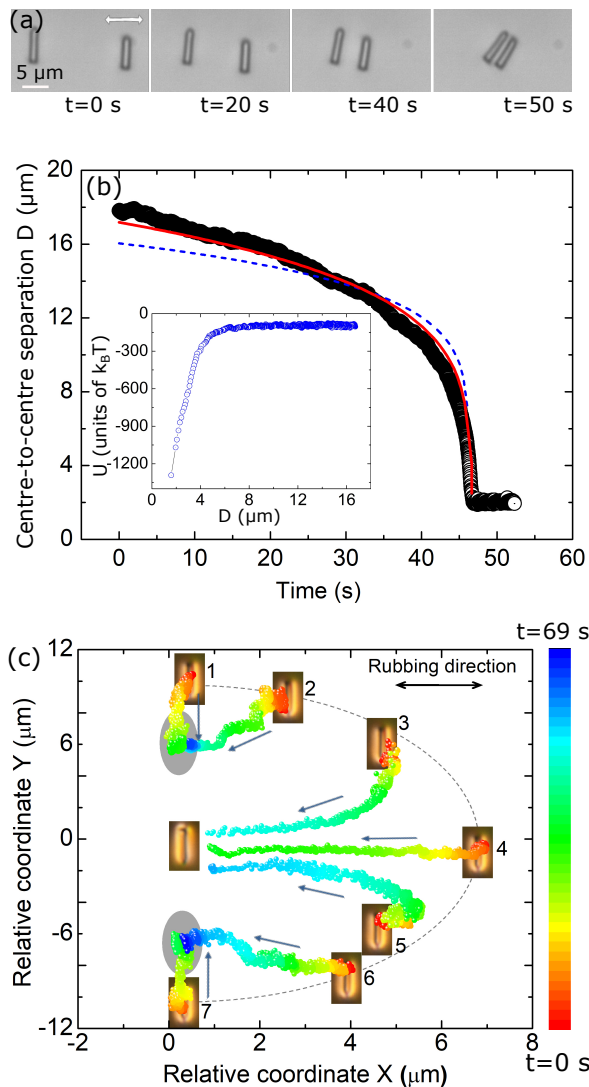 (a)
5 µm
t=0 s
t=20 s
t=40 s
t=50 s
(b)
Centre-to-centre separation D (µm)
20
16
12
8
4
0
0
10
20
30
40
50
60
Time (s)
U (units of k_BT)
0
-300
-600
-900
-1200
0
4
8
12
16
D (µm)
(c)
t=69 s
Rubbing direction
Relative coordinate Y (µm)
12
6
0
-6
-12
1
2
3
4
5
6
7
-2
0
2
4
6
8
Relative coordinate X (µm)
t=0 s